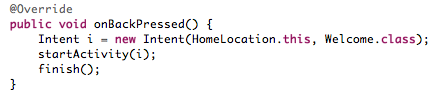 @Override
public void onBackPressed() {
    Intent i = new Intent(HomeLocation.this, Welcome.class);
    startActivity(i);
    finish();
}